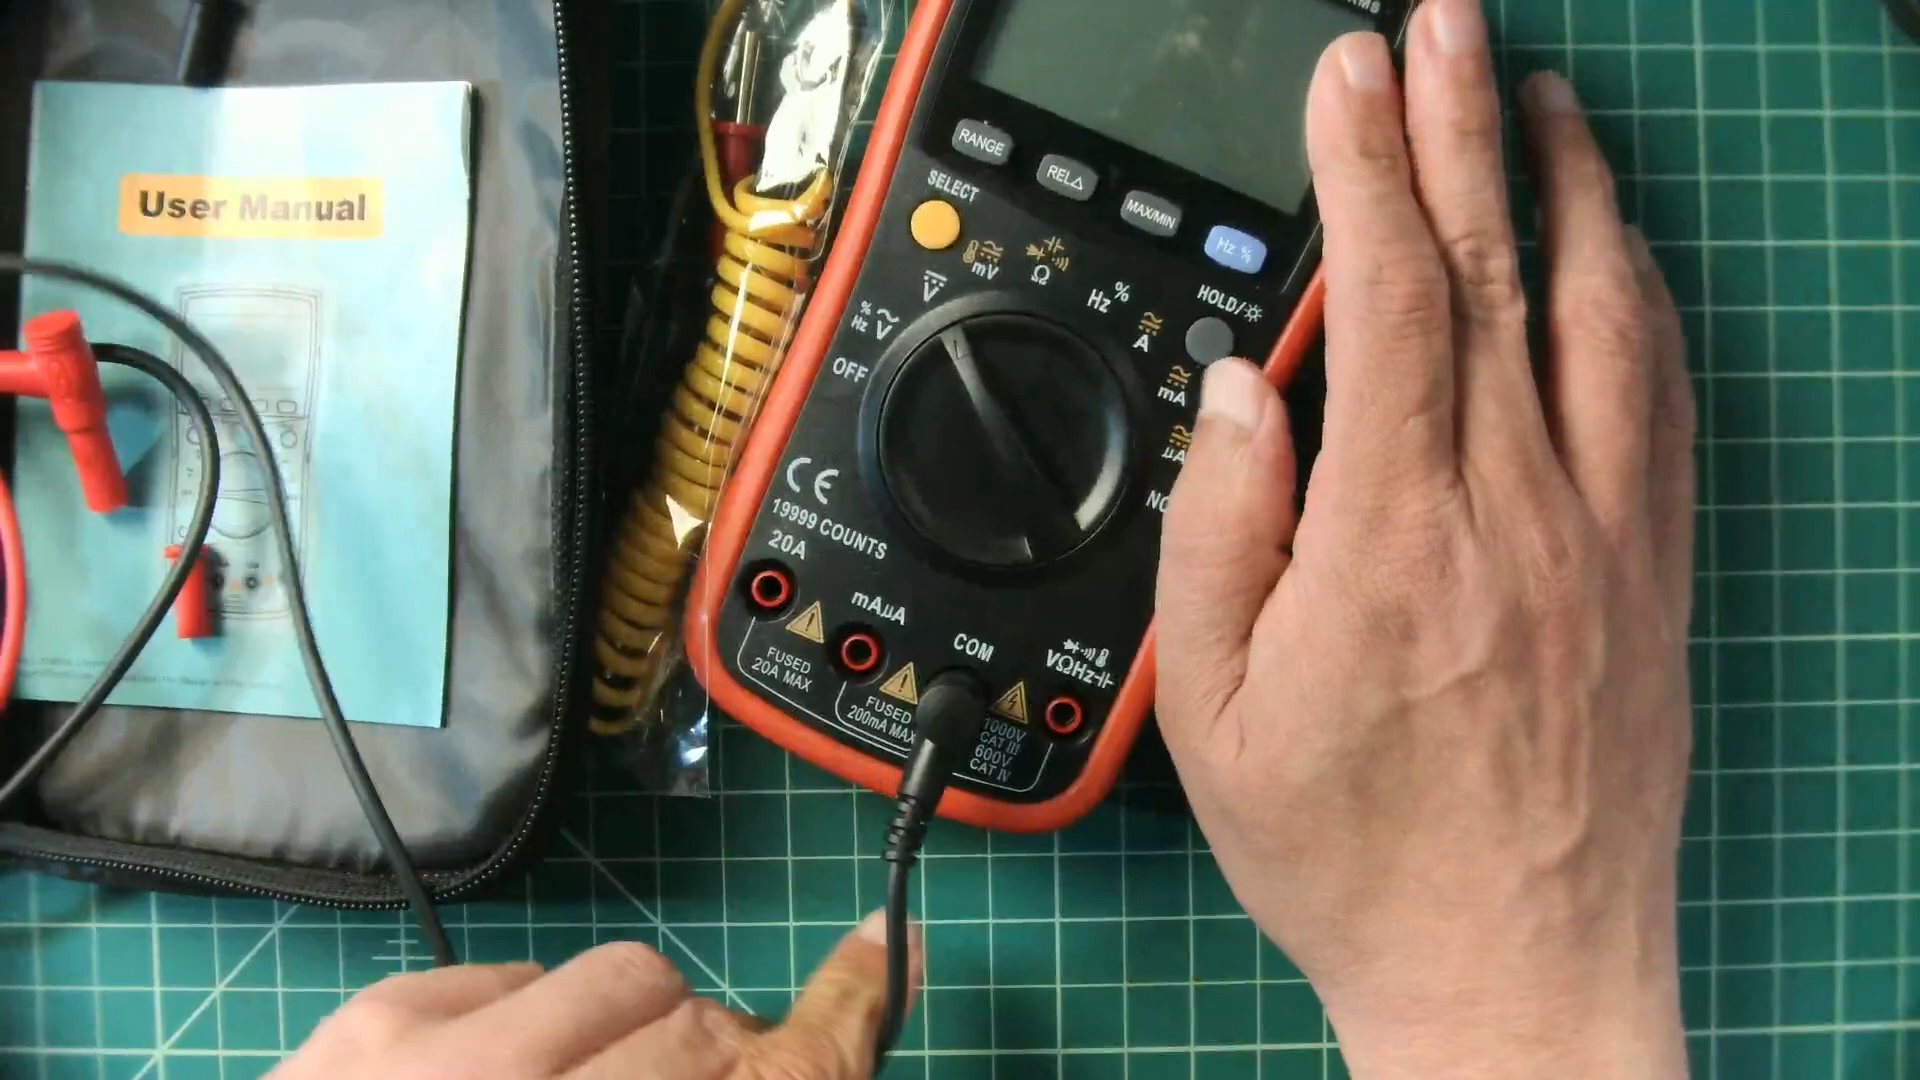 User Manual
RANGE
RELΔ
MAX/MIN
Hz %
SELECT
HOLD/
mV
Ω
Hz %
V
% Hz V
A
OFF
mA
µA
CE
19999 COUNTS
20A
mAµA
COM
VΩHz
FUSED
20A MAX
FUSED
200mA MAX
1000V
CAT III
600V
CAT IV